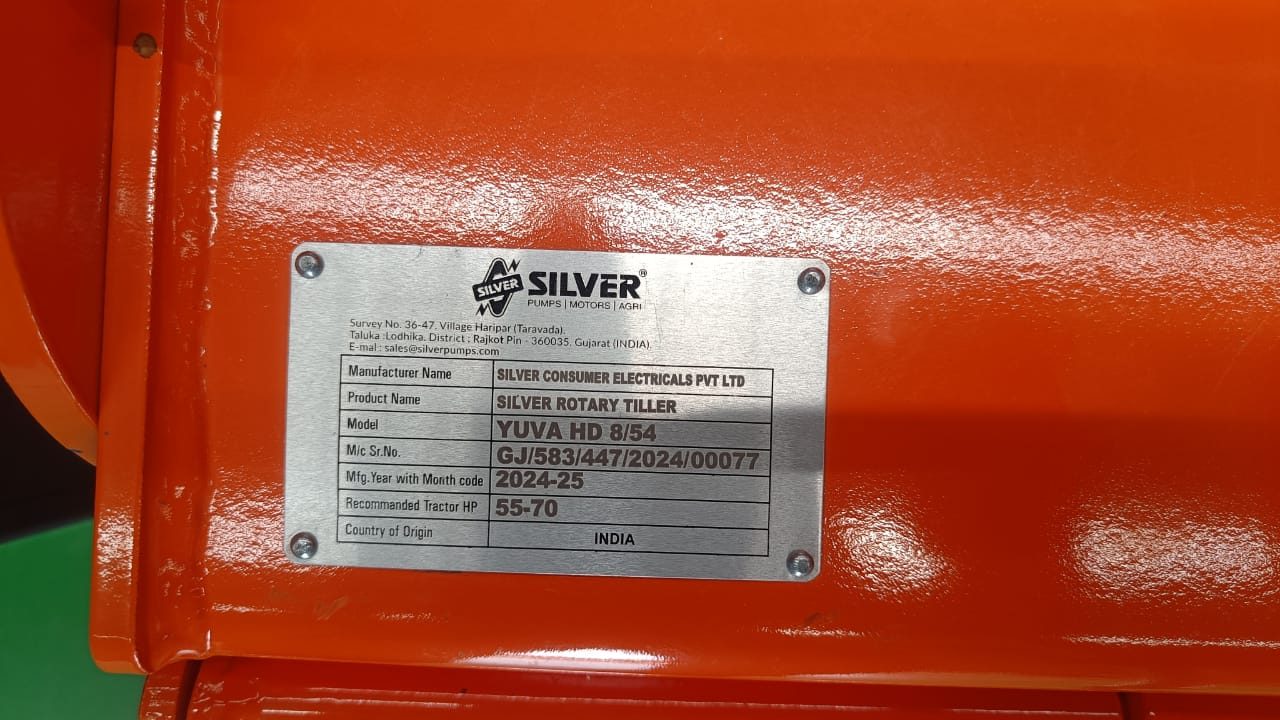 SILVER
SILVER®
PUMPS | MOTORS | AGRI
Survey No. 36-47, Village Haripar (Taravada),
Taluka :Lodhika, District : Rajkot Pin - 360035. Gujarat (INDIA).
E-mal : sales@silverpumps.com
Manufacturer Name SILVER CONSUMER ELECTRICALS PVT LTD
Product Name SILVER ROTARY TILLER
Model YUVA HD 8/54
M/c Sr.No. GJ/583/447/2024/00077
Mfg.Year with Month code 2024-25
Recommanded Tractor HP 55-70
Country of Origin INDIA